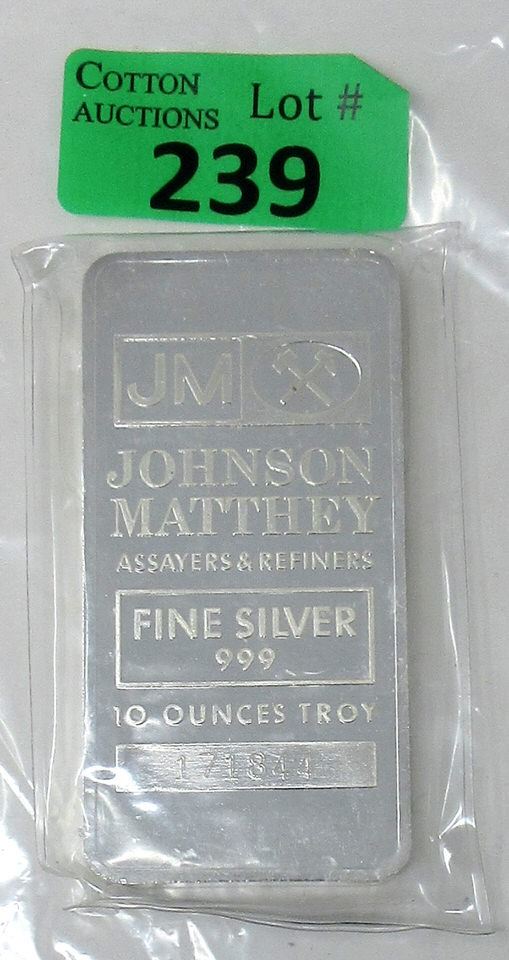 COTTON
AUCTIONS
Lot #
239
JM
JOHNSON
MATTHEY
ASSAYERS & REFINERS
FINE SILVER
999
10 OUNCES TROY
171844